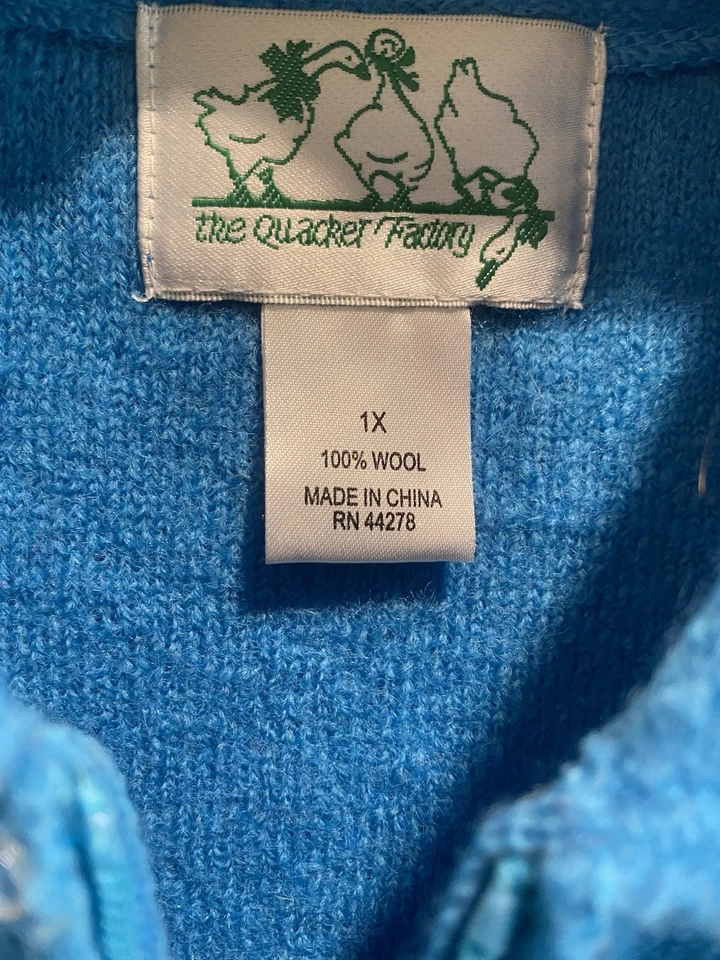 the Quacker Factory
1X
100% WOOL
MADE IN CHINA
RN 44278